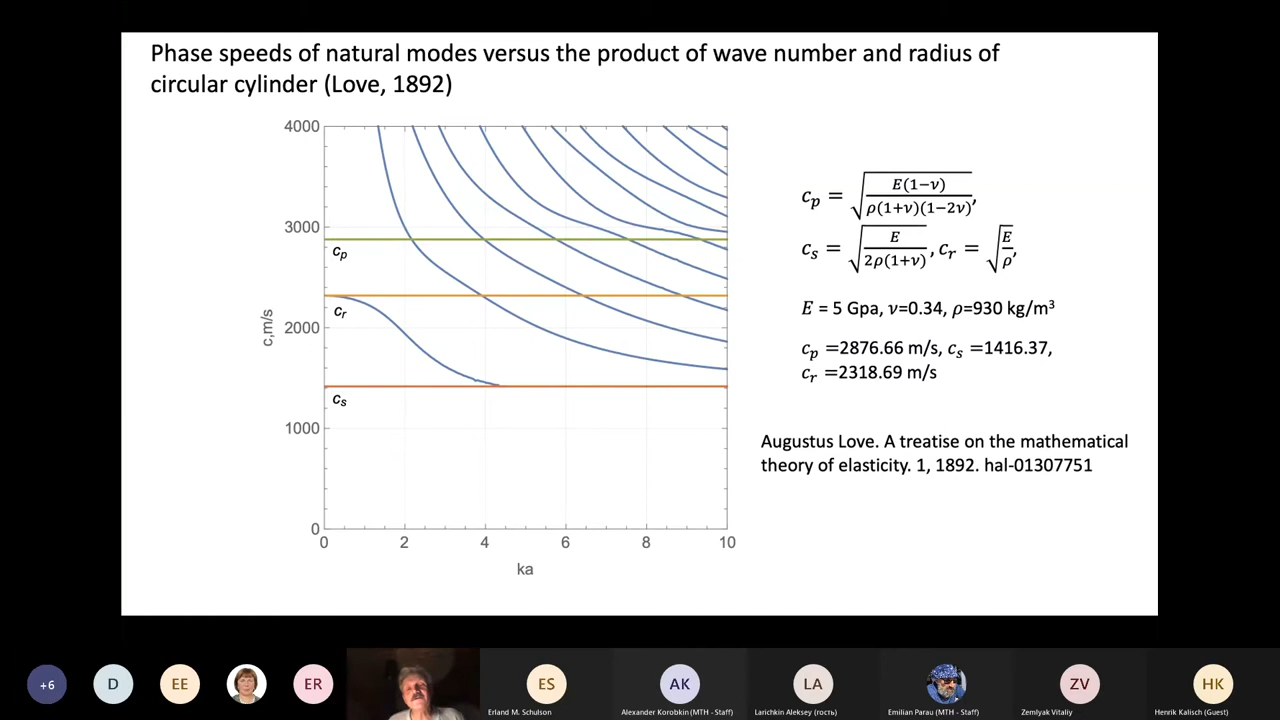 Phase speeds of natural modes versus the product of wave number and radius of
circular cylinder (Love, 1892)
4000
3000
2000
1000
0
c,m/s
c_p
c_r
c_s
0 2 4 6 8 10
ka
c_p = √(E(1−ν) / ρ(1+ν)(1−2ν)),
c_s = √(E / 2ρ(1+ν)), c_r = √(E / ρ),
E = 5 Gpa, ν=0.34, ρ=930 kg/m³
c_p =2876.66 m/s, c_s =1416.37,
c_r =2318.69 m/s
Augustus Love. A treatise on the mathematical
theory of elasticity. 1, 1892. hal-01307751
+6 D EE ER ES AK LA ZV HK
Erland M. Schulson
Alexander Korobkin (MTH - Staff)
Larichkin Aleksey (гость)
Emilian Parau (MTH - Staff)
Zemlyak Vitaliy
Henrik Kalisch (Guest)